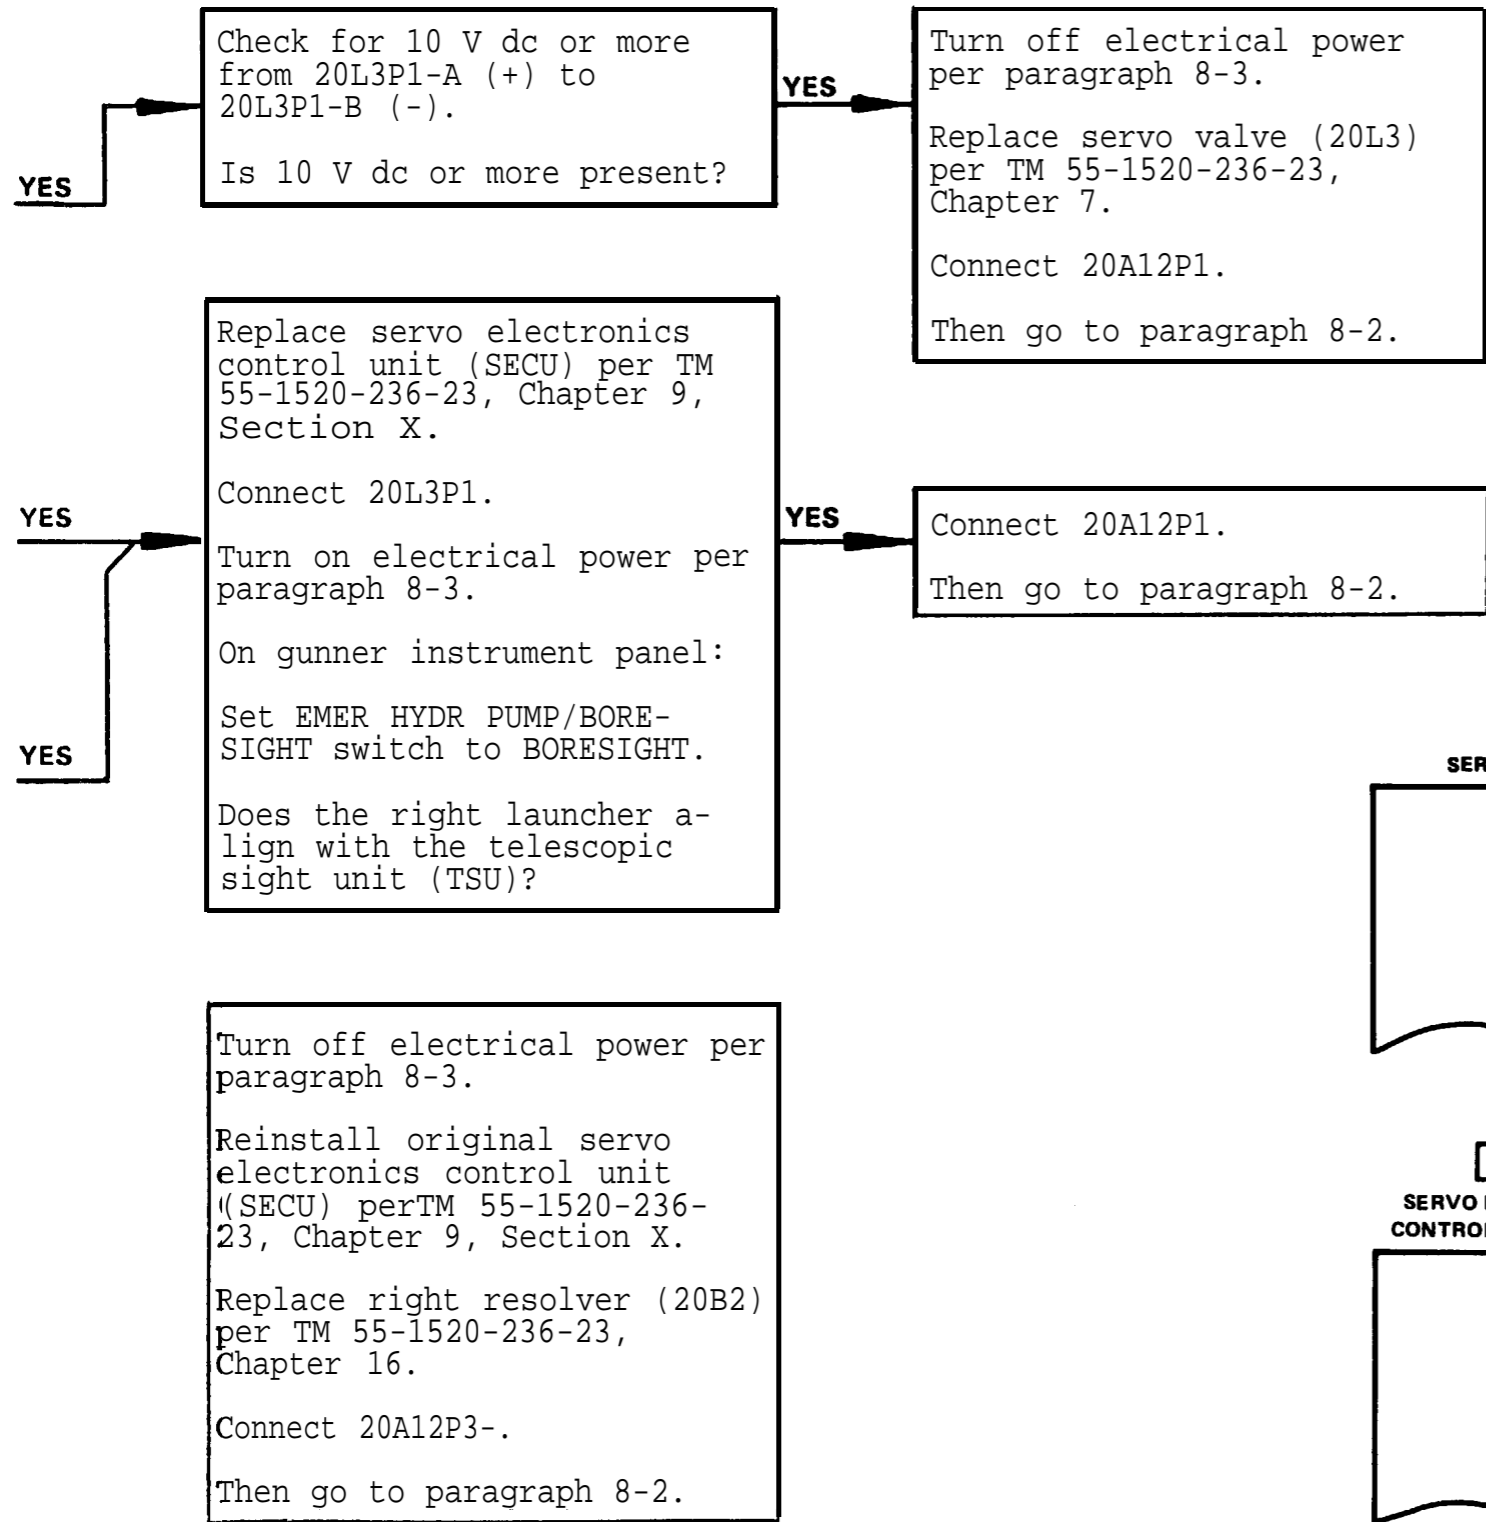 Check for 10 V dc or more
from 20L3P1-A (+) to
20L3P1-B (-).
Is 10 V dc or more present?
YES
YES
Turn off electrical power
per paragraph 8-3.
Replace servo valve (20L3)
per TM 55-1520-236-23,
Chapter 7.
Connect 20A12P1.
Then go to paragraph 8-2.
Replace servo electronics
control unit (SECU) per TM
55-1520-236-23, Chapter 9,
Section X.
Connect 20L3P1.
Turn on electrical power per
paragraph 8-3.
On gunner instrument panel:
Set EMER HYDR PUMP/BORE-
SIGHT switch to BORESIGHT.
Does the right launcher a-
lign with the telescopic
sight unit (TSU)?
YES
YES
YES
Connect 20A12P1.
Then go to paragraph 8-2.
Turn off electrical power per
paragraph 8-3.
Reinstall original servo
electronics control unit
(SECU) perTM 55-1520-236-
23, Chapter 9, Section X.
Replace right resolver (20B2)
per TM 55-1520-236-23,
Chapter 16.
Connect 20A12P3-.
Then go to paragraph 8-2.
SER
SERVO
CONTRO